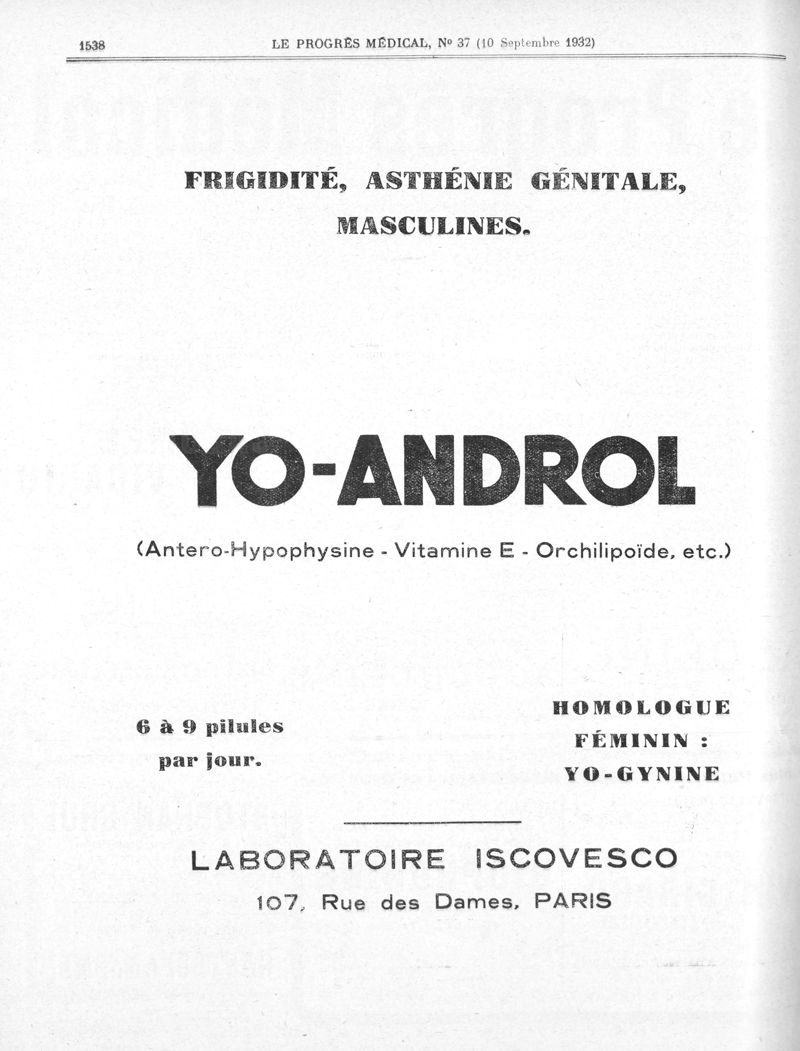 1538
LE PROGRÈS MÉDICAL, No 37 (10 Septembre 1932)
FRIGIDITÉ, ASTHÉNIE GÉNITALE,
MASCULINES.
YO-ANDROL
(Antero-Hypophysine - Vitamine E - Orchilipoïde, etc.)
6 à 9 pilules
par jour.
HOMOLOGUE
FÉMININ :
YO-GYNINE
LABORATOIRE ISCOVESCO
107, Rue des Dames, PARIS